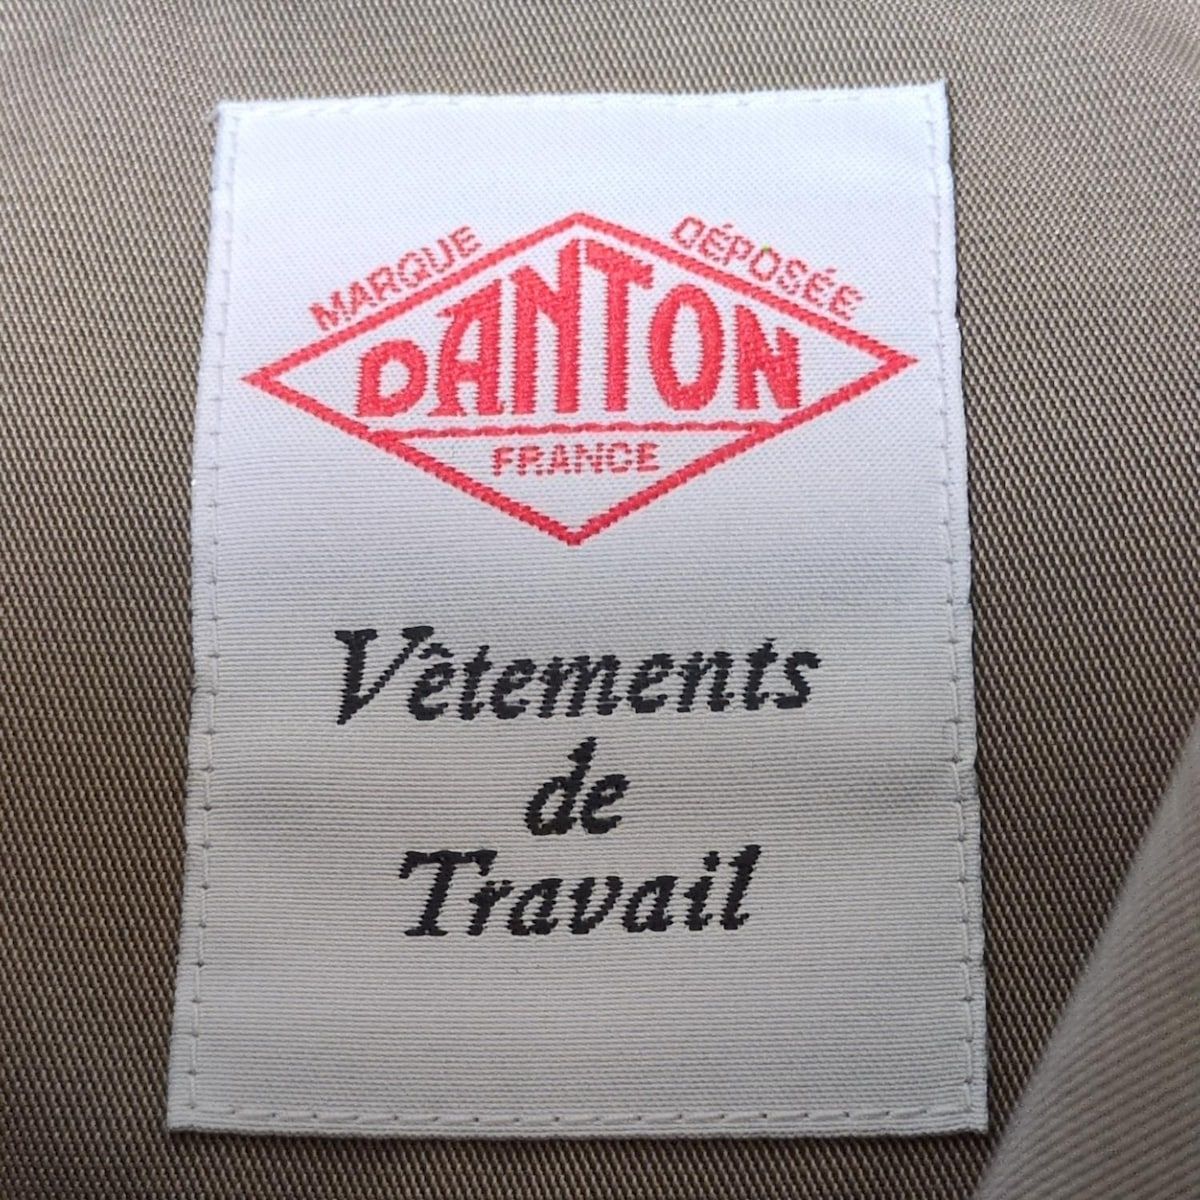 MARQUE DÉPOSÉE
DANTON
FRANCE
Vêtements
de
Travail